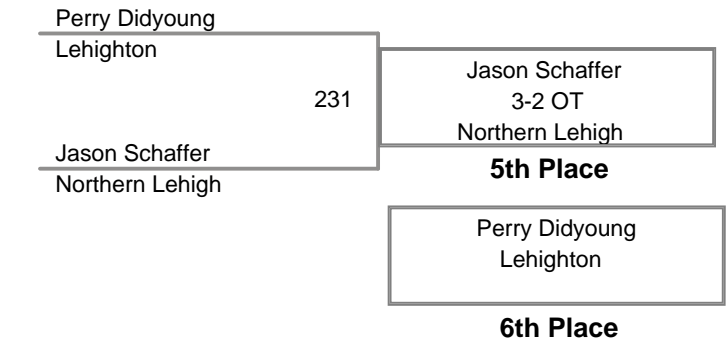 Perry Didyoung
Lehighton
231
Jason Schaffer
Northern Lehigh
Jason Schaffer
3-2 OT
Northern Lehigh
5th Place
Perry Didyoung
Lehighton
6th Place